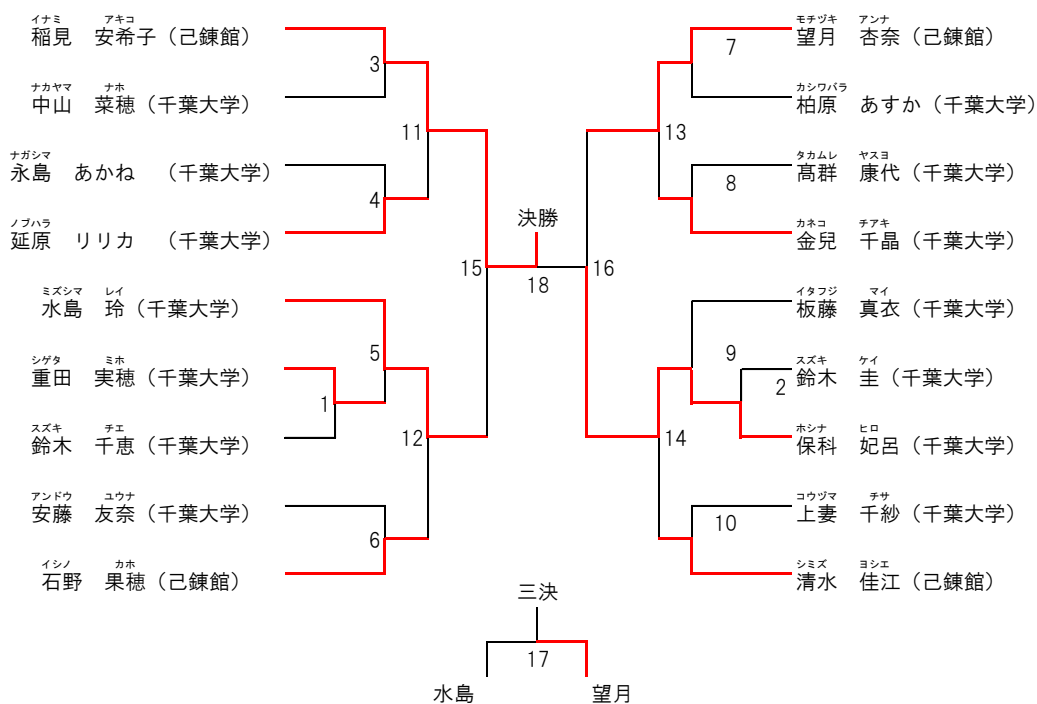 イナミ アキコ
稲見 安希子（己錬館）
3
ナカヤマ ナホ
中山 菜穂（千葉大学）
11
ナガシマ
永島 あかね （千葉大学）
4
ノブハラ
延原 リリカ （千葉大学）
15
ミズシマ レイ
水島 玲（千葉大学）
5
シゲタ ミホ
重田 実穂（千葉大学）
1
スズキ チエ
鈴木 千恵（千葉大学）
12
アンドウ ユウナ
安藤 友奈（千葉大学）
6
イシノ カホ
石野 果穂（己錬館）
決勝
18
モチヅキ アンナ
望月 杏奈（己錬館）
7
カシワバラ
柏原 あすか（千葉大学）
13
タカムレ ヤスヨ
髙群 康代（千葉大学）
8
カネコ チアキ
金兒 千晶（千葉大学）
16
イタフジ マイ
板藤 真衣（千葉大学）
9
スズキ ケイ
鈴木 圭（千葉大学）
2
ホシナ ヒロ
保科 妃呂（千葉大学）
14
コウヅマ チサ
上妻 千紗（千葉大学）
10
シミズ ヨシエ
清水 佳江（己錬館）
三決
17
水島 望月